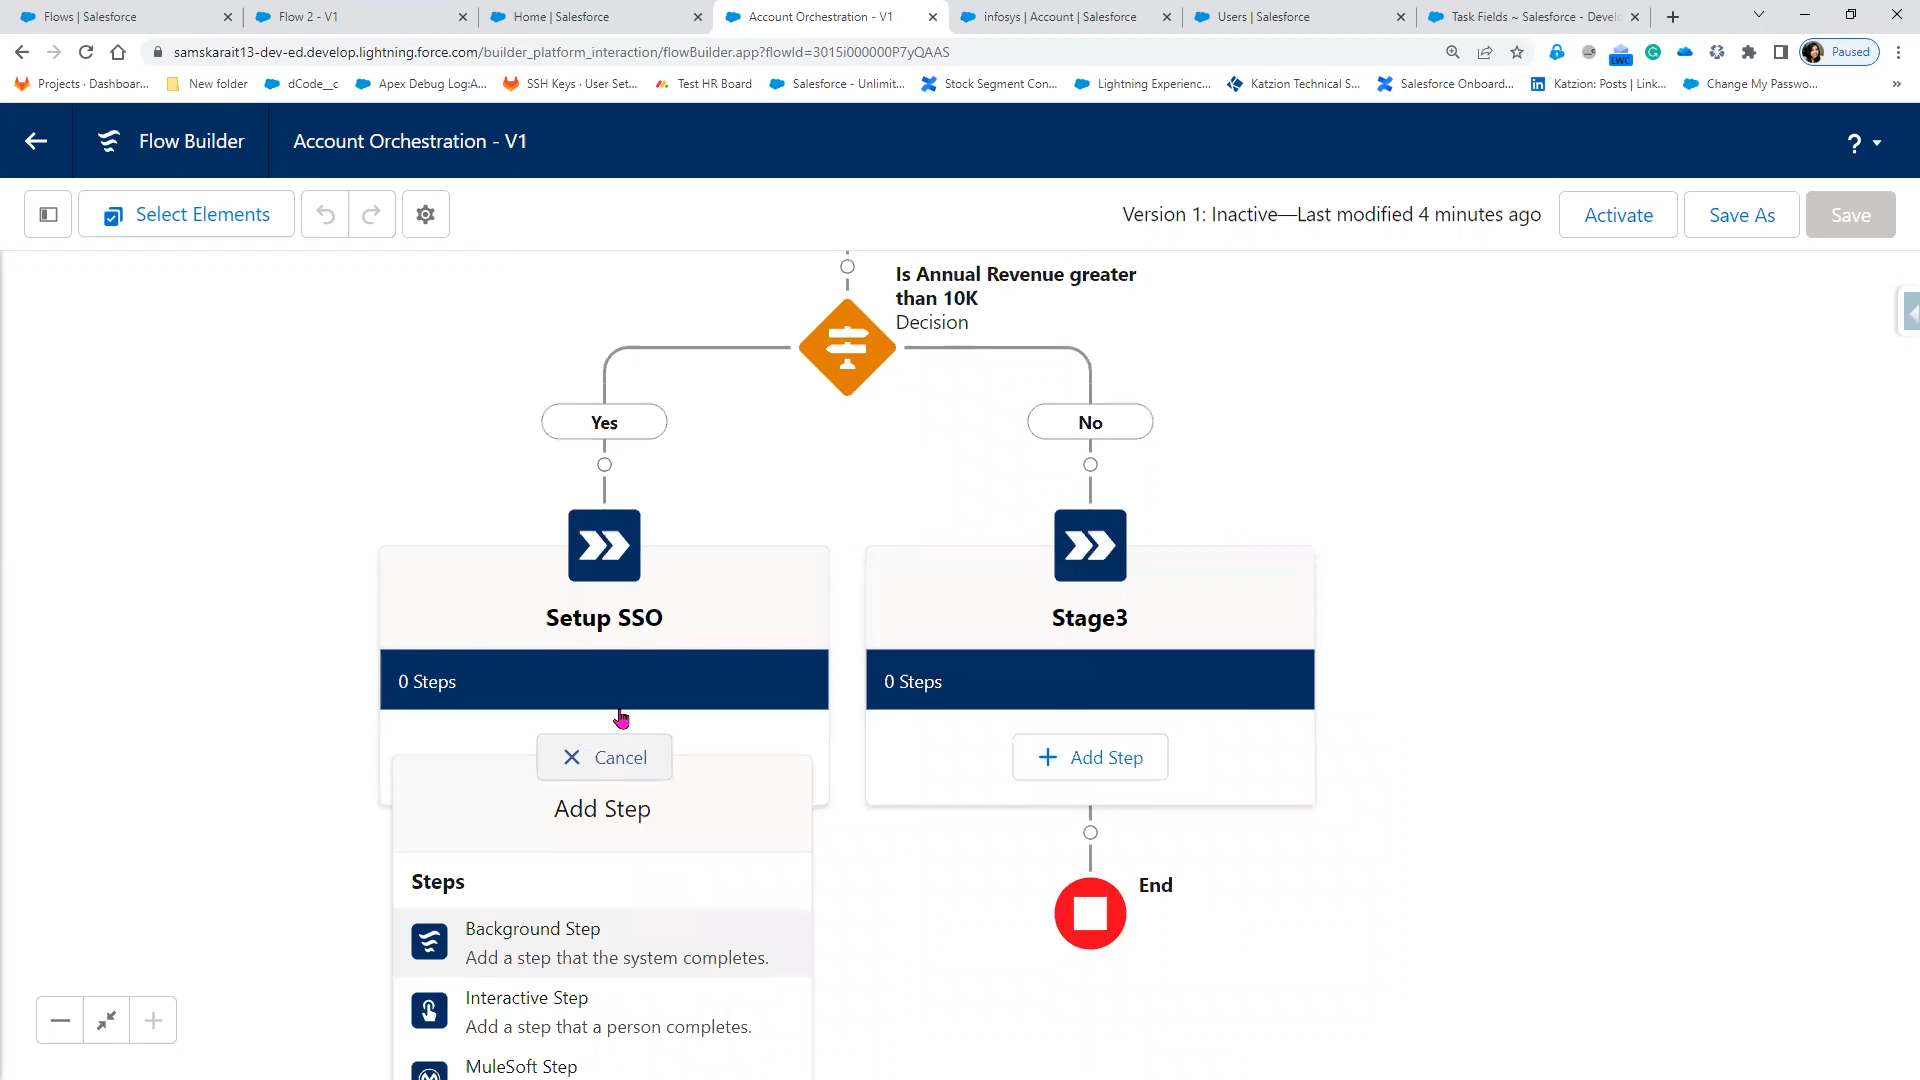 Flows | Salesforce
Flow 2 - V1
Home | Salesforce
Account Orchestration - V1
infosys | Account | Salesforce
Users | Salesforce
Task Fields ~ Salesforce - Develo
samskarait13-dev-ed.develop.lightning.force.com/builder_platform_interaction/flowBuilder.app?flowId=3015i000000P7yQAAS
LWC
Paused
Projects · Dashboar...
New folder
dCode__c
Apex Debug Log:A...
SSH Keys · User Set...
Test HR Board
Salesforce - Unlimit...
Stock Segment Con...
Lightning Experienc...
Katzion Technical S...
Salesforce Onboard...
Katzion: Posts | Link...
Change My Passwo...
Flow Builder
Account Orchestration - V1
?
Select Elements
Version 1: Inactive—Last modified 4 minutes ago
Activate
Save As
Save
Is Annual Revenue greater
than 10K
Decision
Yes
No
Setup SSO
Stage3
0 Steps
0 Steps
Cancel
Add Step
Add Step
Steps
End
Background Step
Add a step that the system completes.
Interactive Step
Add a step that a person completes.
MuleSoft Step